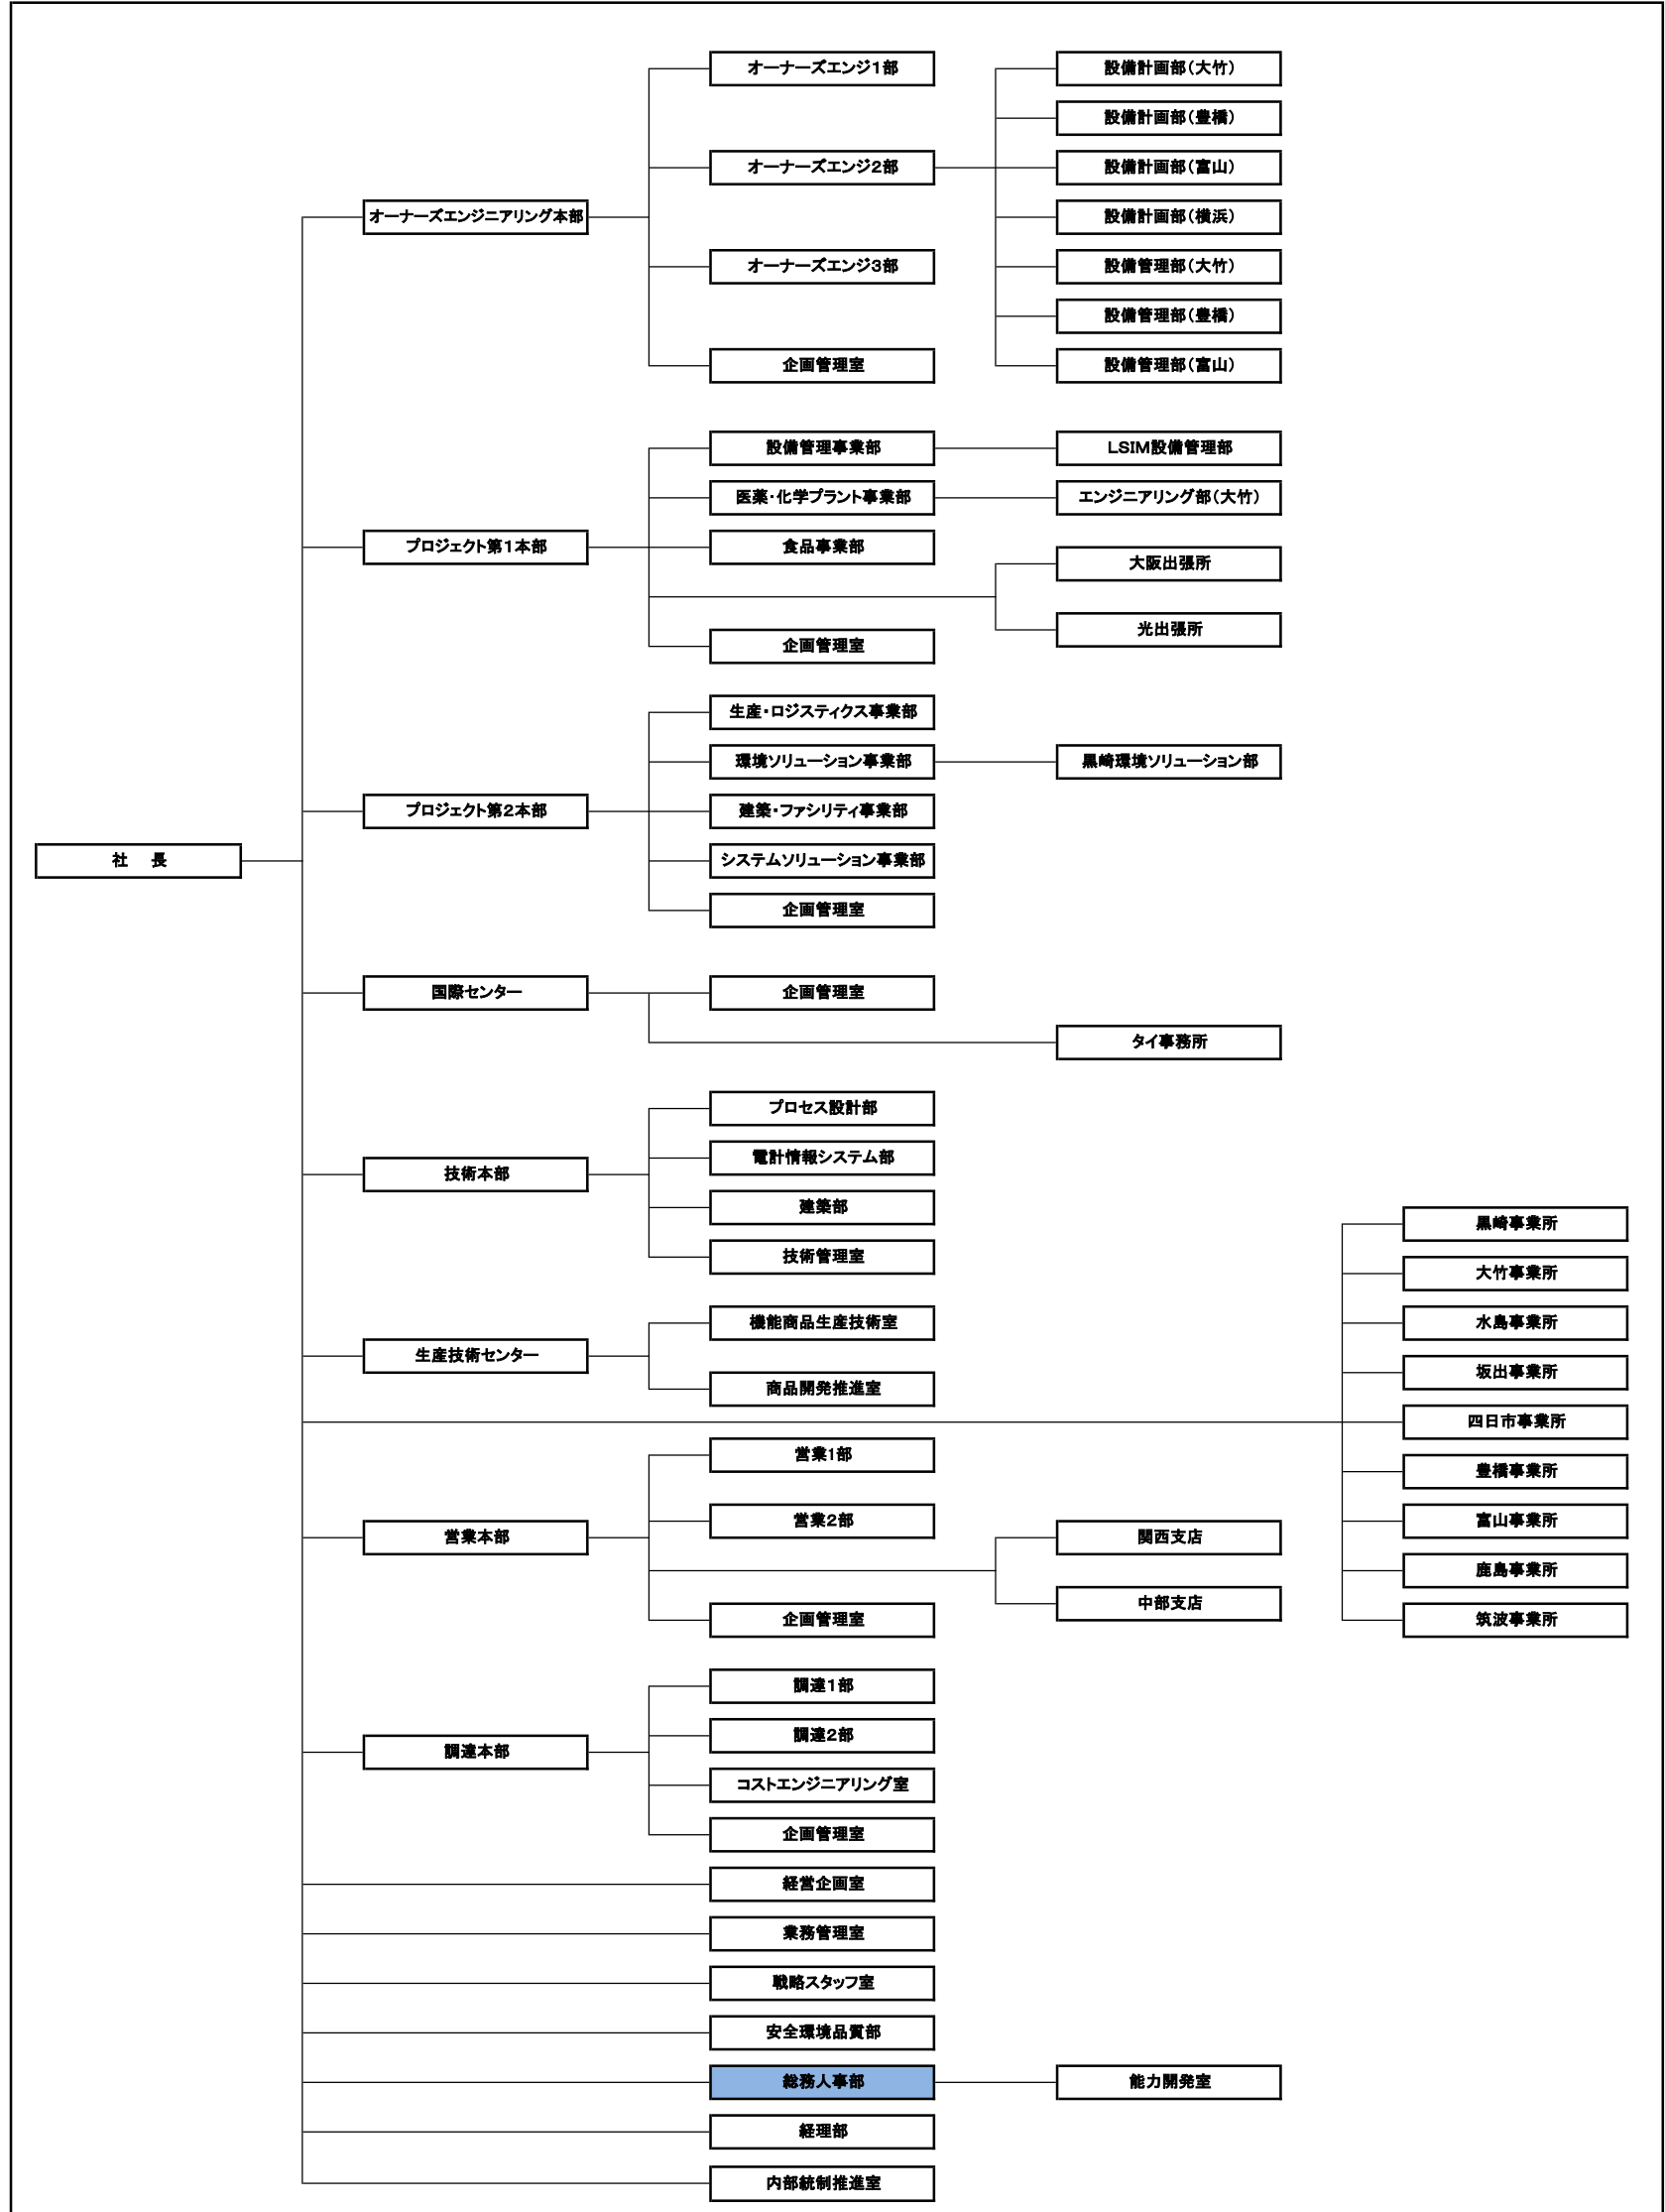 オーナーズエンジ1部
設備計画部(大竹)
設備計画部(豊橋)
オーナーズエンジ2部
設備計画部(富山)
オーナーズエンジニアリング本部
設備計画部(横浜)
オーナーズエンジ3部
設備管理部(大竹)
設備管理部(豊橋)
企画管理室
設備管理部(富山)
設備管理事業部
LSIM設備管理部
医薬・化学プラント事業部
エンジニアリング部(大竹)
プロジェクト第1本部
食品事業部
大阪出張所
光出張所
企画管理室
生産・ロジスティクス事業部
環境ソリューション事業部
黒崎環境ソリューション部
プロジェクト第2本部
建築・ファシリティ事業部
社 長
システムソリューション事業部
企画管理室
国際センター
企画管理室
タイ事務所
プロセス設計部
電計情報システム部
技術本部
建築部
技術管理室
黒崎事業所
大竹事業所
機能商品生産技術室
水島事業所
生産技術センター
坂出事業所
商品開発推進室
四日市事業所
営業1部
豊橋事業所
営業2部
富山事業所
営業本部
関西支店
鹿島事業所
中部支店
企画管理室
筑波事業所
調達1部
調達2部
調達本部
コストエンジニアリング室
企画管理室
経営企画室
業務管理室
戦略スタッフ室
安全環境品質部
総務人事部
能力開発室
経理部
内部統制推進室